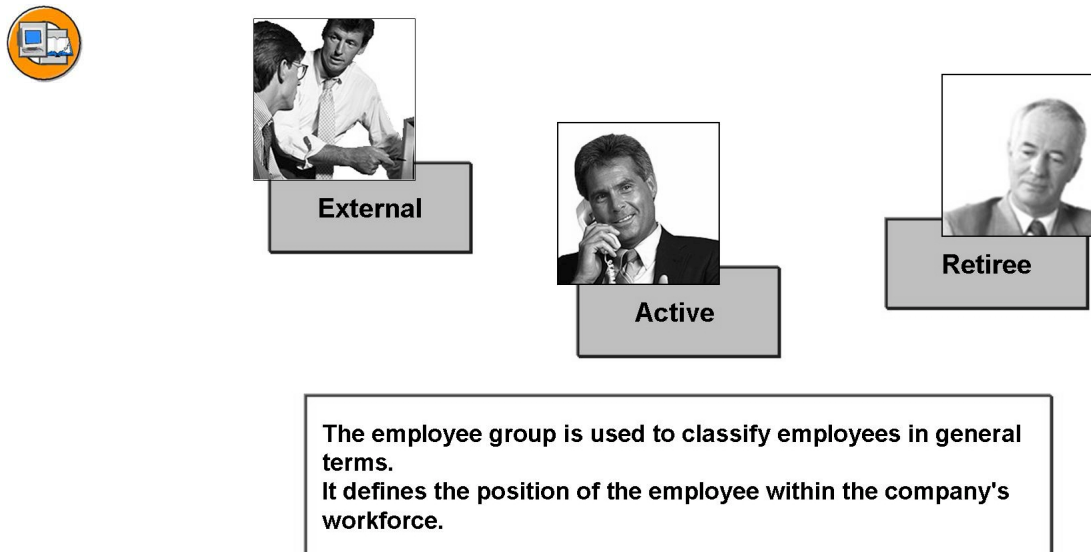 External
Active
Retiree
The employee group is used to classify employees in general
terms.
It defines the position of the employee within the company's
workforce.